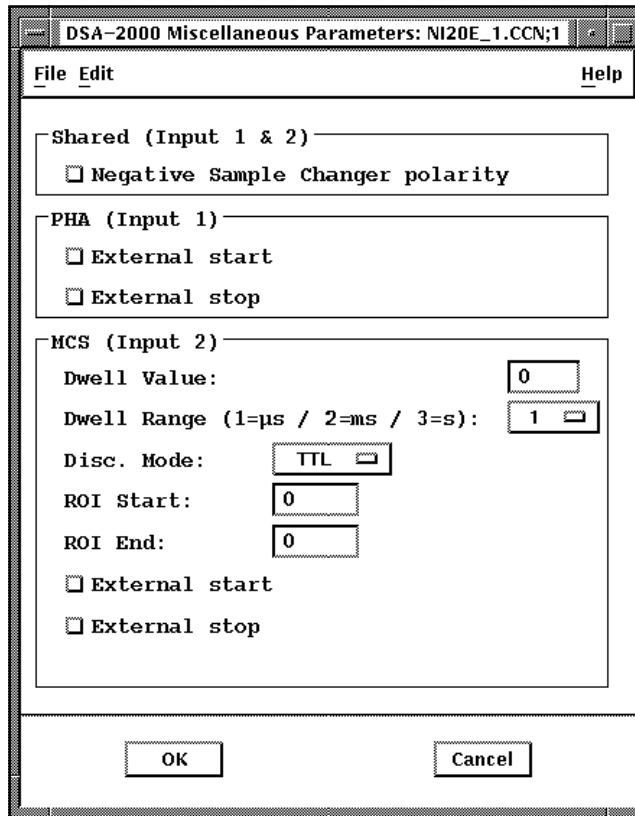 DSA-2000 Miscellaneous Parameters: NI20E_1.CCN;1
File Edit Help
Shared (Input 1 & 2)
Negative Sample Changer polarity
PHA (Input 1)
External start
External stop
MCS (Input 2)
Dwell Value: 0
Dwell Range (1=µs / 2=ms / 3=s): 1
Disc. Mode: TTL
ROI Start: 0
ROI End: 0
External start
External stop
OK Cancel